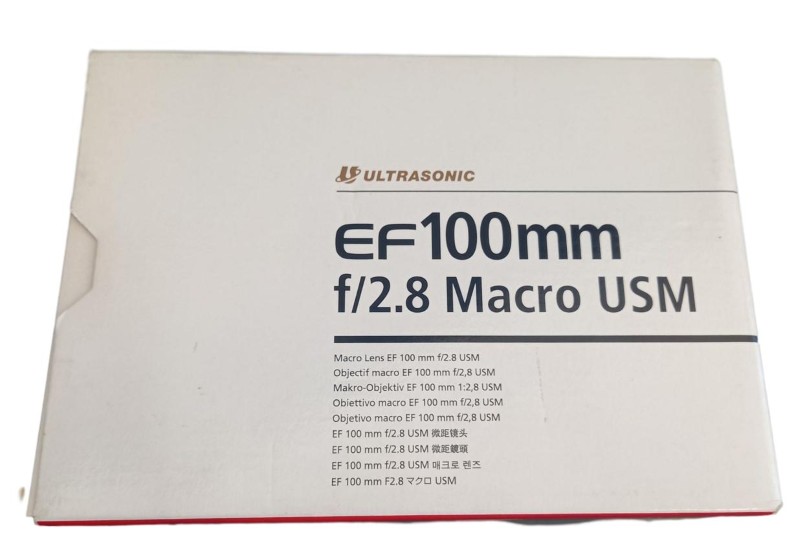 ULTRASONIC
EF100mm
f/2.8 Macro USM
Macro Lens EF 100 mm f/2.8 USM
Objectif macro EF 100 mm f/2,8 USM
Makro-Objektiv EF 100 mm 1:2,8 USM
Obiettivo macro EF 100 mm f/2,8 USM
Objetivo macro EF 100 mm f/2,8 USM
EF 100 mm f/2.8 USM 微距镜头
EF 100 mm f/2.8 USM 微距鏡頭
EF 100 mm f/2.8 USM 매크로 렌즈
EF 100 mm F2.8 マクロ USM